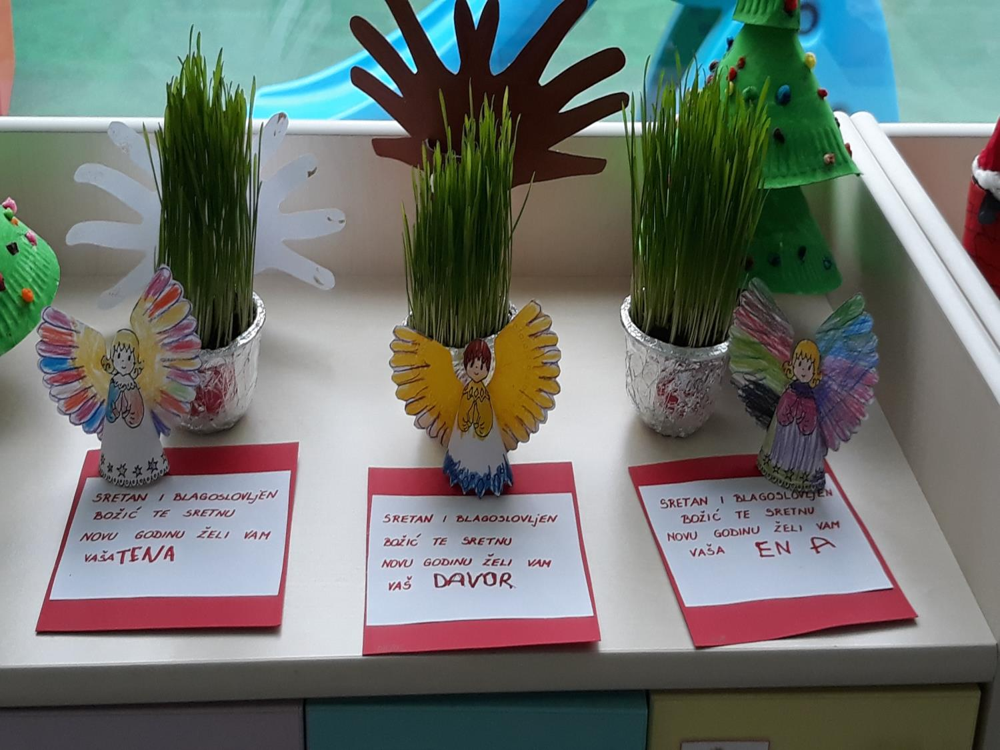 SRETAN I BLAGOSLOVLjEN
BOŽIĆ TE SRETNU
NOVU GODINU ŽELI VAM
VAŠA TENA
SRETAN I BLAGOSLOVLjEN
BOŽIĆ TE SRETNU
NOVU GODINU ŽELI VAM
VAŠ DAVOR
SRETAN I BLAGOSLOVLjEN
BOŽIĆ TE SRETNU
NOVU GODINU ŽELI VAM
VAŠA ENA